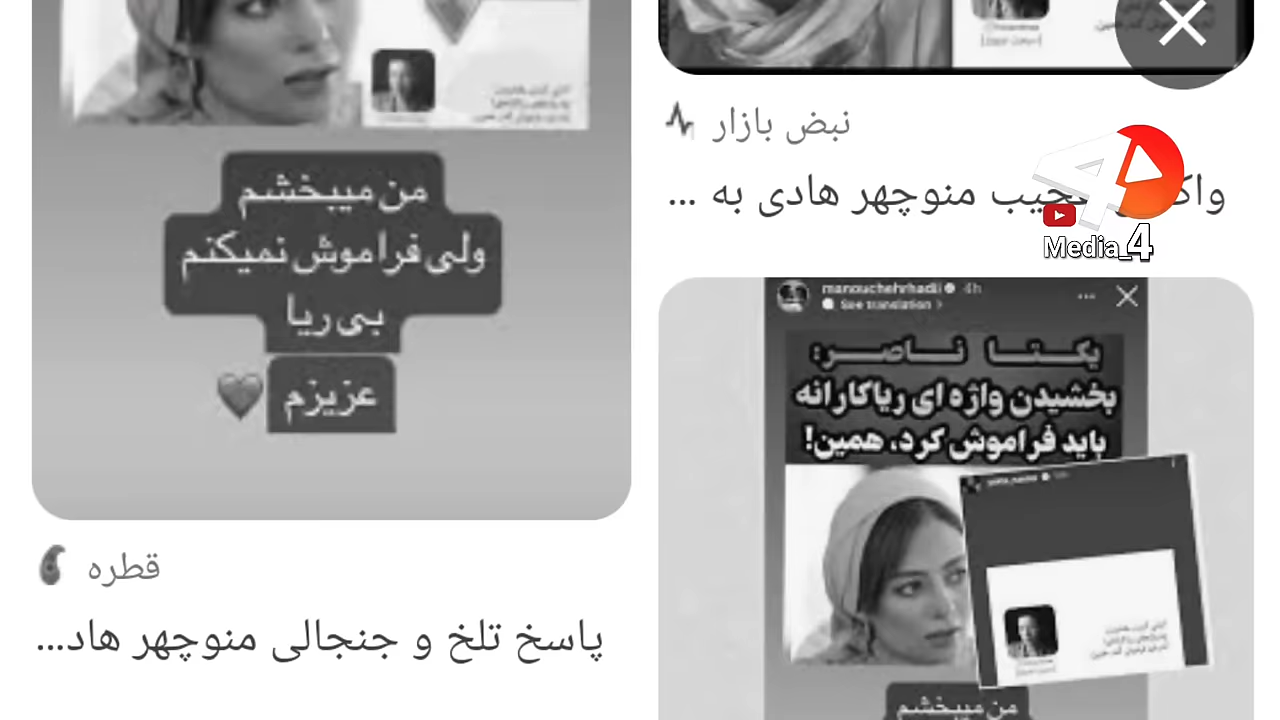 من میبخشم
ولی فراموش نمیکنم
بی ریا
عزیزم
قطره
پاسخ تلخ و جنجالی منوچهر هاد...
نبض بازار
منوچهر هادی به ...
Media_4
manouchehrhadii 4h
See translation
یکتا ناصر:
بخشیدن واژه ای ریاکارانه
باید فراموش کرد، همین!
من میبخشم